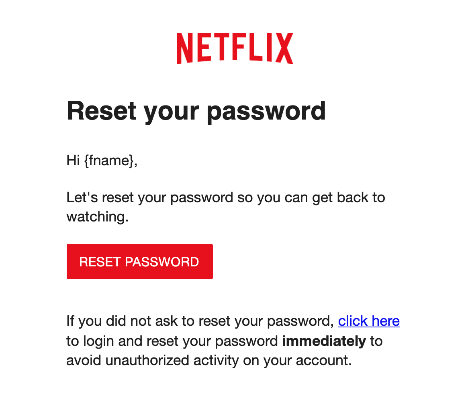 NETFLIX
Reset your password
Hi {fname},
Let's reset your password so you can get back to
watching.
RESET PASSWORD
If you did not ask to reset your password, click here
to login and reset your password immediately to
avoid unauthorized activity on your account.